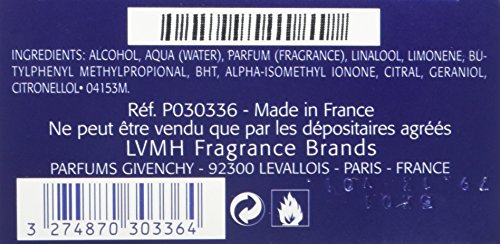 INGREDIENTS: ALCOHOL, AQUA (WATER), PARFUM (FRAGRANCE), LINALOOL, LIMONENE, BU-
TYLPHENYL METHYLPROPIONAL, BHT, ALPHA-ISOMETHYL IONONE, CITRAL, GERANIOL,
CITRONELLOL• 04153M.
Réf. P030336 - Made in France
Ne peut être vendu que par les dépositaires agréés
LVMH Fragrance Brands
PARFUMS GIVENCHY - 92300 LEVALLOIS - PARIS - FRANCE
3 274870 303364